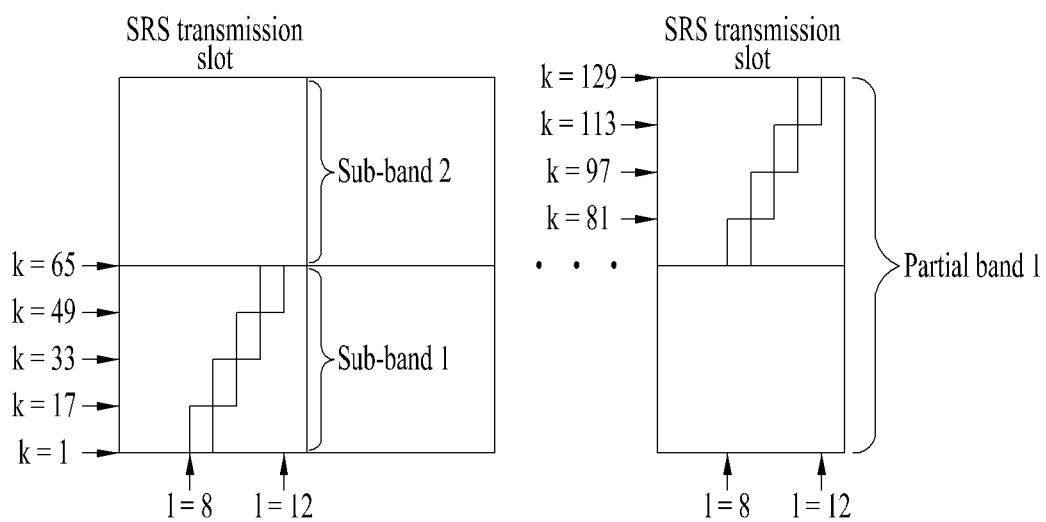 SRS transmission
slot
Sub-band 2
k = 65
k = 49
k = 33
k = 17
k = 1
Sub-band 1
l = 8
l = 12
• • •
SRS transmission
slot
k = 129
k = 113
k = 97
k = 81
Partial band 1
l = 8
l = 12